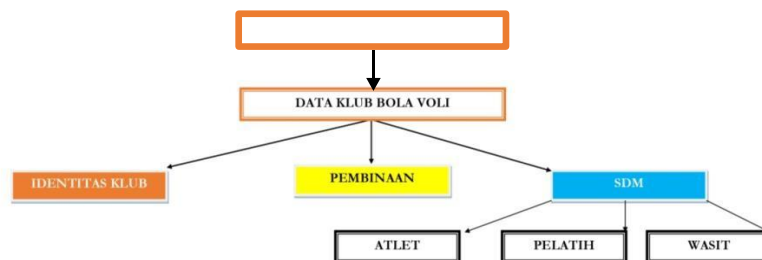 DATA KLUB BOLA VOLI
IDENTITAS KLUB
PEMBINAAN
SDM
ATLET
PELATIH
WASIT